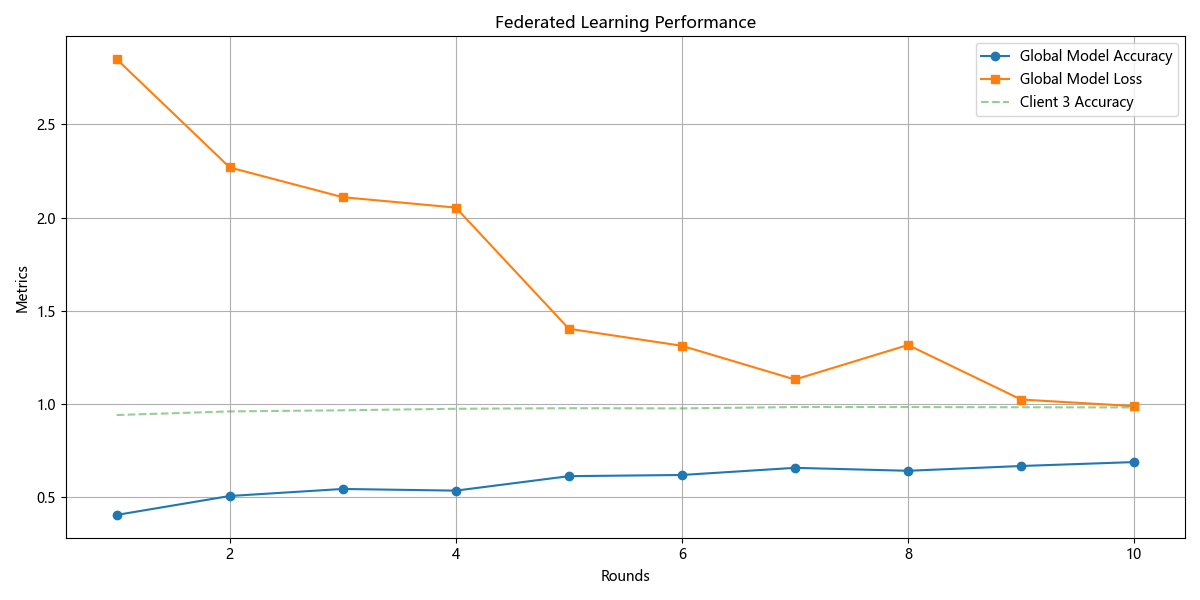 Federated Learning Performance
Global Model Accuracy
Global Model Loss
Client 3 Accuracy
Metrics
2.5
2.0
1.5
1.0
0.5
2 4 6 8 10
Rounds